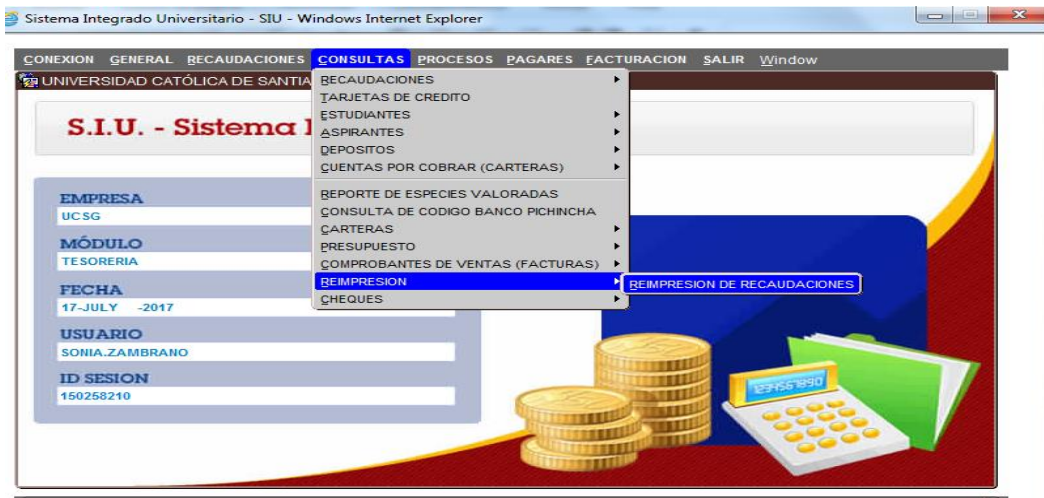 Sistema Integrado Universitario - SIU - Windows Internet Explorer
CONEXION GENERAL RECAUDACIONES CONSULTAS PROCESOS PAGARES FACTURACION SALIR Window
UNIVERSIDAD CATÓLICA DE SANTIA
RECAUDACIONES
TARJETAS DE CREDITO
ESTUDIANTES
ASPIRANTES
DEPOSITOS
CUENTAS POR COBRAR (CARTERAS)
REPORTE DE ESPECIES VALORADAS
CONSULTA DE CODIGO BANCO PICHINCHA
CARTERAS
PRESUPUESTO
COMPROBANTES DE VENTAS (FACTURAS)
REIMPRESION
REIMPRESION DE RECAUDACIONES
CHEQUES
S.I.U. - Sistema I
EMPRESA
UCSG
MÓDULO
TESORERIA
FECHA
17-JULY -2017
USUARIO
SONIA.ZAMBRANO
ID SESION
150258210
1234567890